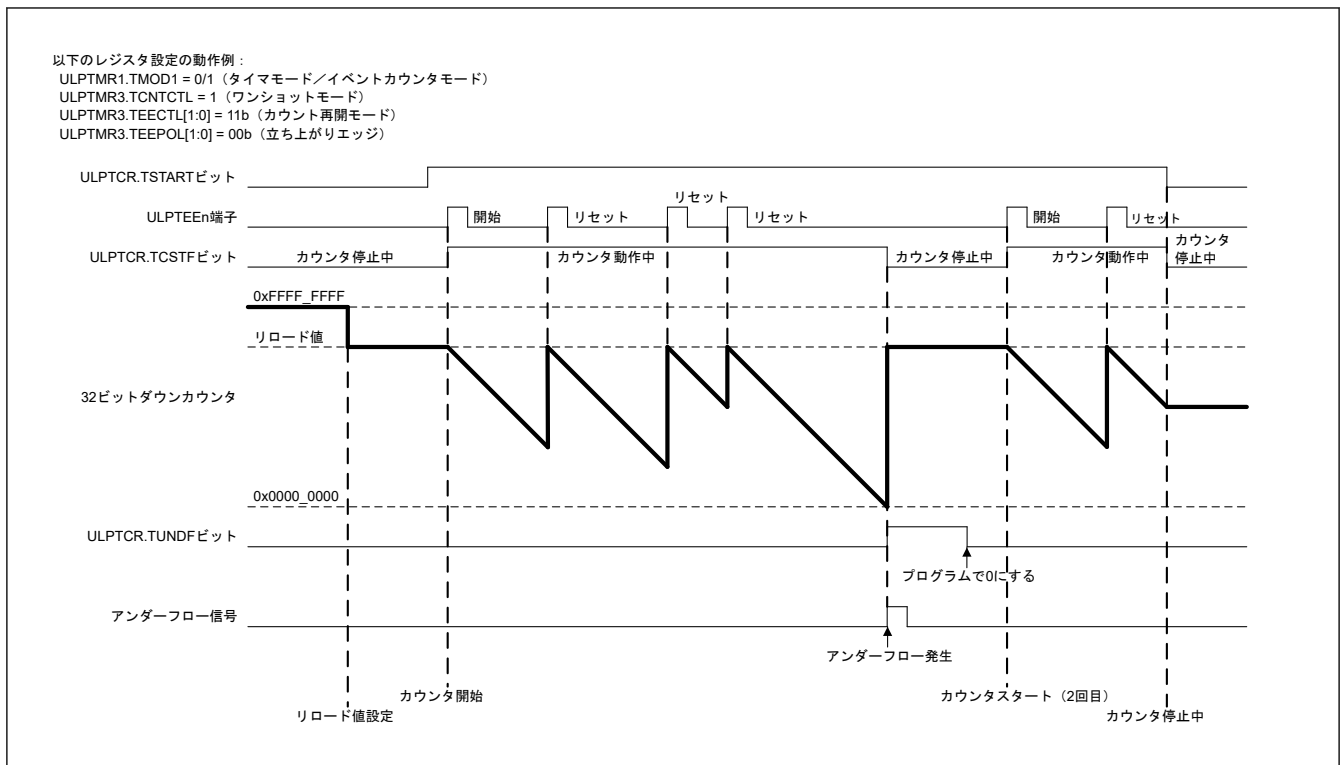 以下のレジスタ設定の動作例：
ULPTMR1.TMOD1 = 0/1（タイマモード／イベントカウンタモード）
ULPTMR3.TCNTCTL = 1（ワンショットモード）
ULPTMR3.TEECTL[1:0] = 11b（カウント再開モード）
ULPTMR3.TEEPOL[1:0] = 00b（立ち上がりエッジ）
ULPTCR.TSTARTビット
リセット
ULPTEEn端子
開始
リセット
リセット
開始
リセット
ULPTCR.TCSTFビット
カウンタ停止中
カウンタ動作中
カウンタ停止中
カウンタ動作中
カウンタ
停止中
0xFFFF_FFFF
リロード値
32ビットダウンカウンタ
0x0000_0000
ULPTCR.TUNDFビット
プログラムで0にする
アンダーフロー信号
アンダーフロー発生
カウンタ開始
カウンタスタート（2回目）
リロード値設定
カウンタ停止中